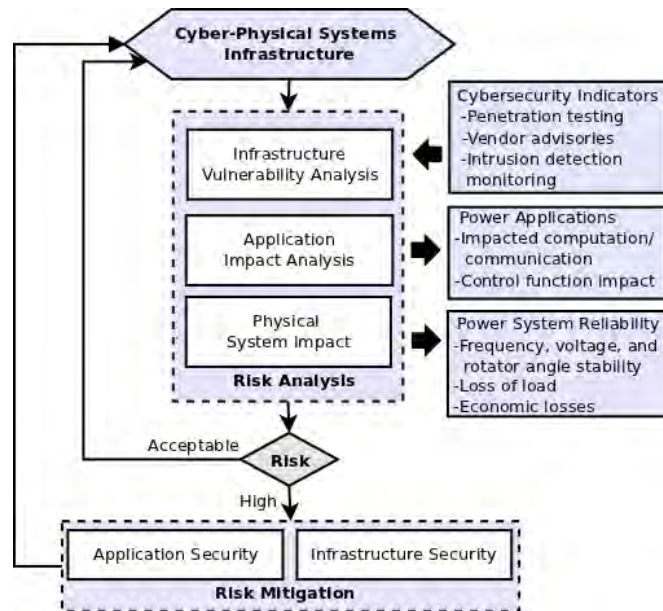 Cyber-Physical Systems
Infrastructure
Cybersecurity Indicators
-Penetration testing
-Vendor advisories
-Intrusion detection
monitoring
Infrastructure
Vulnerability Analysis
Application
Impact Analysis
Power Applications
-Impacted computation/
communication
-Control function impact
Physical
System Impact
Risk Analysis
Power System Reliability
-Frequency, voltage, and
rotator angle stability
-Loss of load
-Economic losses
Acceptable
Risk
High
Application Security
Infrastructure Security
Risk Mitigation